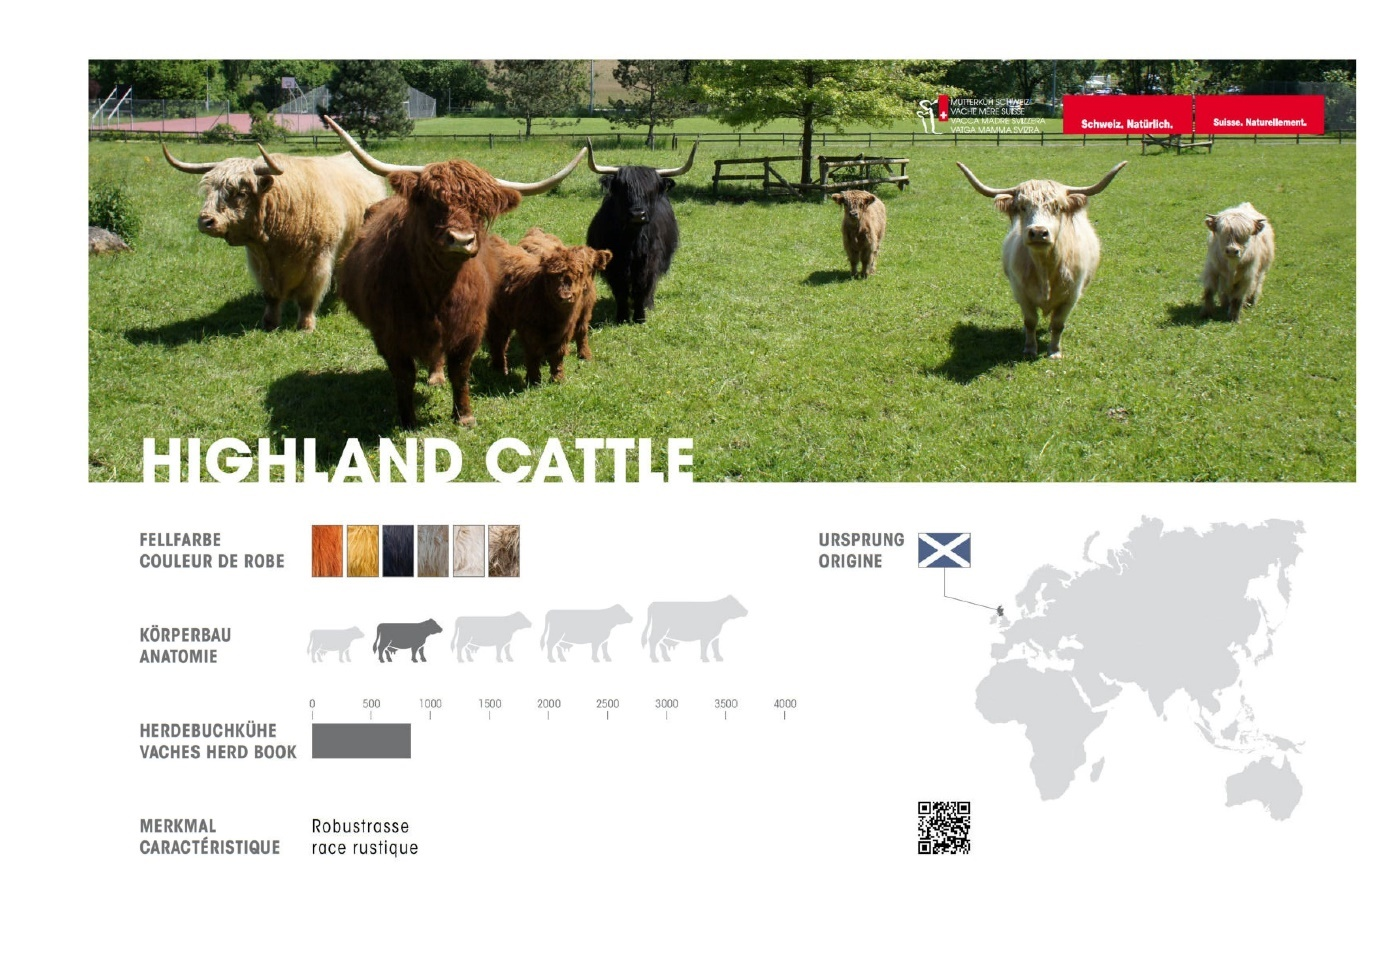 MUTTERKUH SCHWEIZ
VACHE MÈRE SUISSE
VACCA MADRE SVIZZERA
VATGA MAMMA SVIZRA
Schweiz. Natürlich.
Suisse. Naturellement.
HIGHLAND CATTLE
FELLFARBE
COULEUR DE ROBE
URSPRUNG
ORIGINE
KÖRPERBAU
ANATOMIE
0 500 1000 1500 2000 2500 3000 3500 4000
HERDEBUCHKÜHE
VACHES HERD BOOK
MERKMAL
CARACTÉRISTIQUE
Robustrasse
race rustique